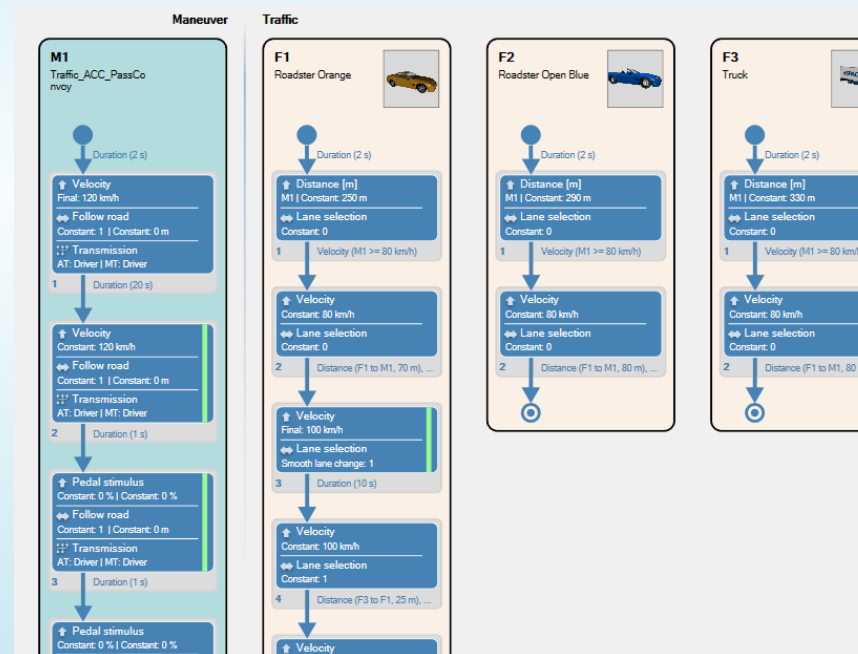 Maneuver
Traffic
M1
Traffic_ACC_PassCo
nvoy
Duration (2 s)
Velocity
Final: 120 km/h
Follow road
Constant: 1 | Constant: 0 m
Transmission
AT: Driver | MT: Driver
1
Duration (20 s)
Velocity
Constant: 120 km/h
Follow road
Constant: 1 | Constant: 0 m
Transmission
AT: Driver | MT: Driver
2
Duration (1 s)
Pedal stimulus
Constant: 0 % | Constant: 0 %
Follow road
Constant: 1 | Constant: 0 m
Transmission
AT: Driver | MT: Driver
3
Duration (1 s)
Pedal stimulus
Constant: 0 % | Constant: 0 %
F1
Roadster Orange
Duration (2 s)
Distance [m]
M1 | Constant: 250 m
Lane selection
Constant: 0
1
Velocity (M1 >= 80 km/h)
Velocity
Constant: 80 km/h
Lane selection
Constant: 0
2
Distance (F1 to M1, 70 m), ...
Velocity
Final: 100 km/h
Lane selection
Smooth lane change: 1
3
Duration (10 s)
Velocity
Constant: 100 km/h
Lane selection
Constant: 1
4
Distance (F3 to F1, 25 m), ...
Velocity
F2
Roadster Open Blue
Duration (2 s)
Distance [m]
M1 | Constant: 290 m
Lane selection
Constant: 0
1
Velocity (M1 >= 80 km/h)
Velocity
Constant: 80 km/h
Lane selection
Constant: 0
2
Distance (F1 to M1, 80 m), ...
F3
Truck
Duration (2 s)
Distance [m]
M1 | Constant: 330 m
Lane selection
Constant: 0
1
Velocity (M1 >= 80 km/
Velocity
Constant: 80 km/h
Lane selection
Constant: 0
2
Distance (F1 to M1, 80